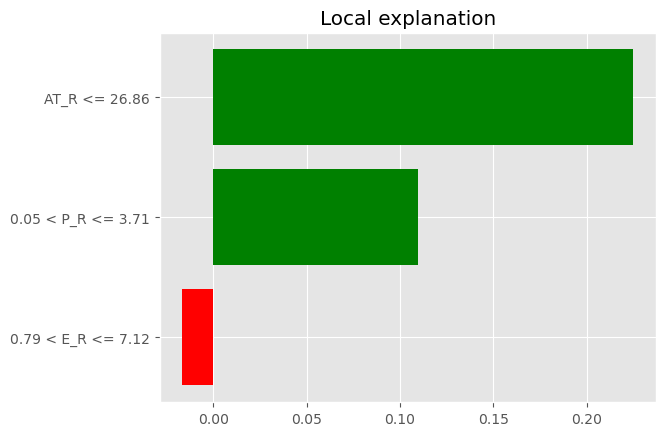 Local explanation
AT_R <= 26.86
0.05 < P_R <= 3.71
0.79 < E_R <= 7.12
0.00 0.05 0.10 0.15 0.20